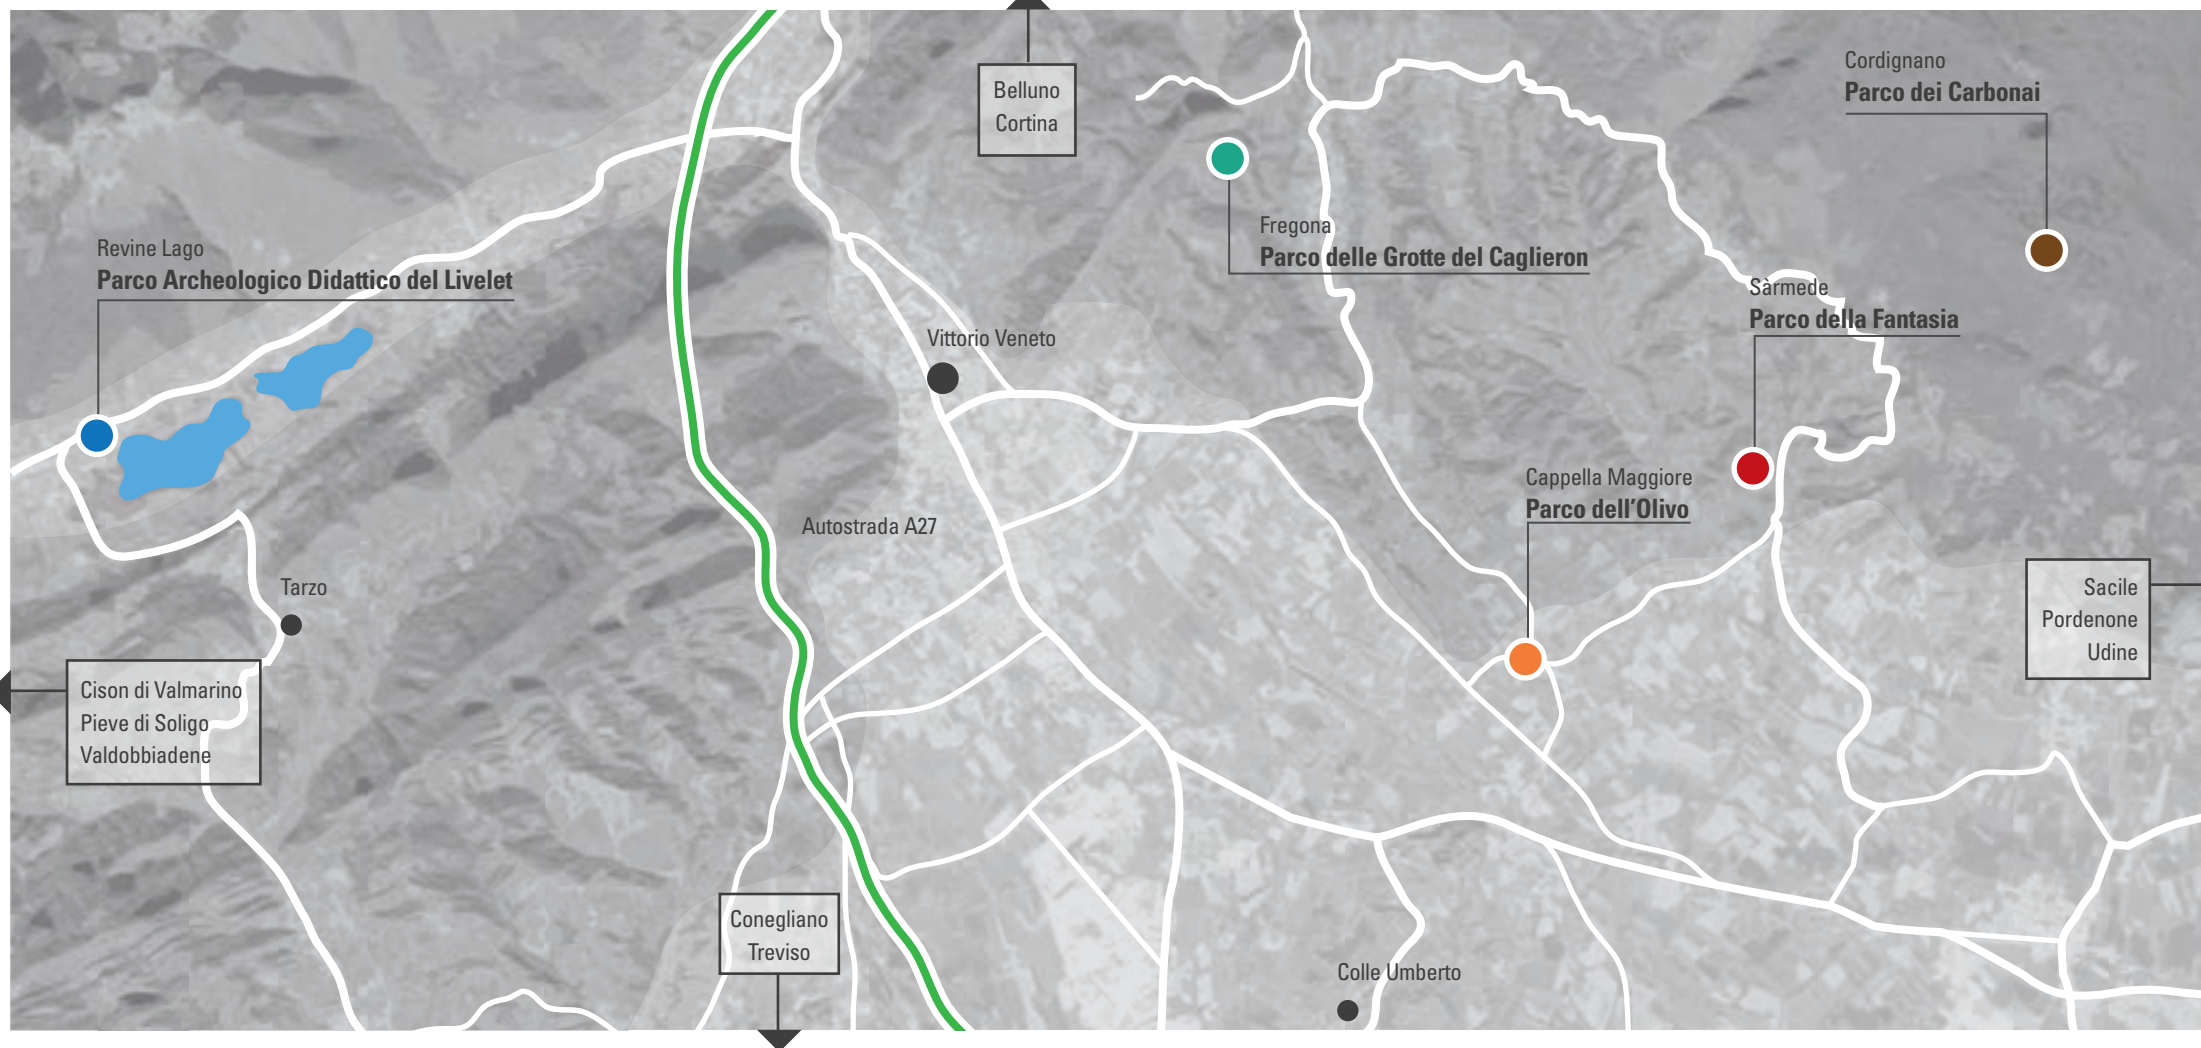 Belluno
Cortina
Cordignano
Parco dei Carbonai
Fregona
Parco delle Grotte del Caglieron
Revine Lago
Parco Archeologico Didattico del Livelet
Sàrmede
Parco della Fantasia
Vittorio Veneto
Cappella Maggiore
Parco dell'Olivo
Autostrada A27
Tarzo
Sacile
Pordenone
Udine
Cison di Valmarino
Pieve di Soligo
Valdobbiadene
Conegliano
Treviso
Colle Umberto